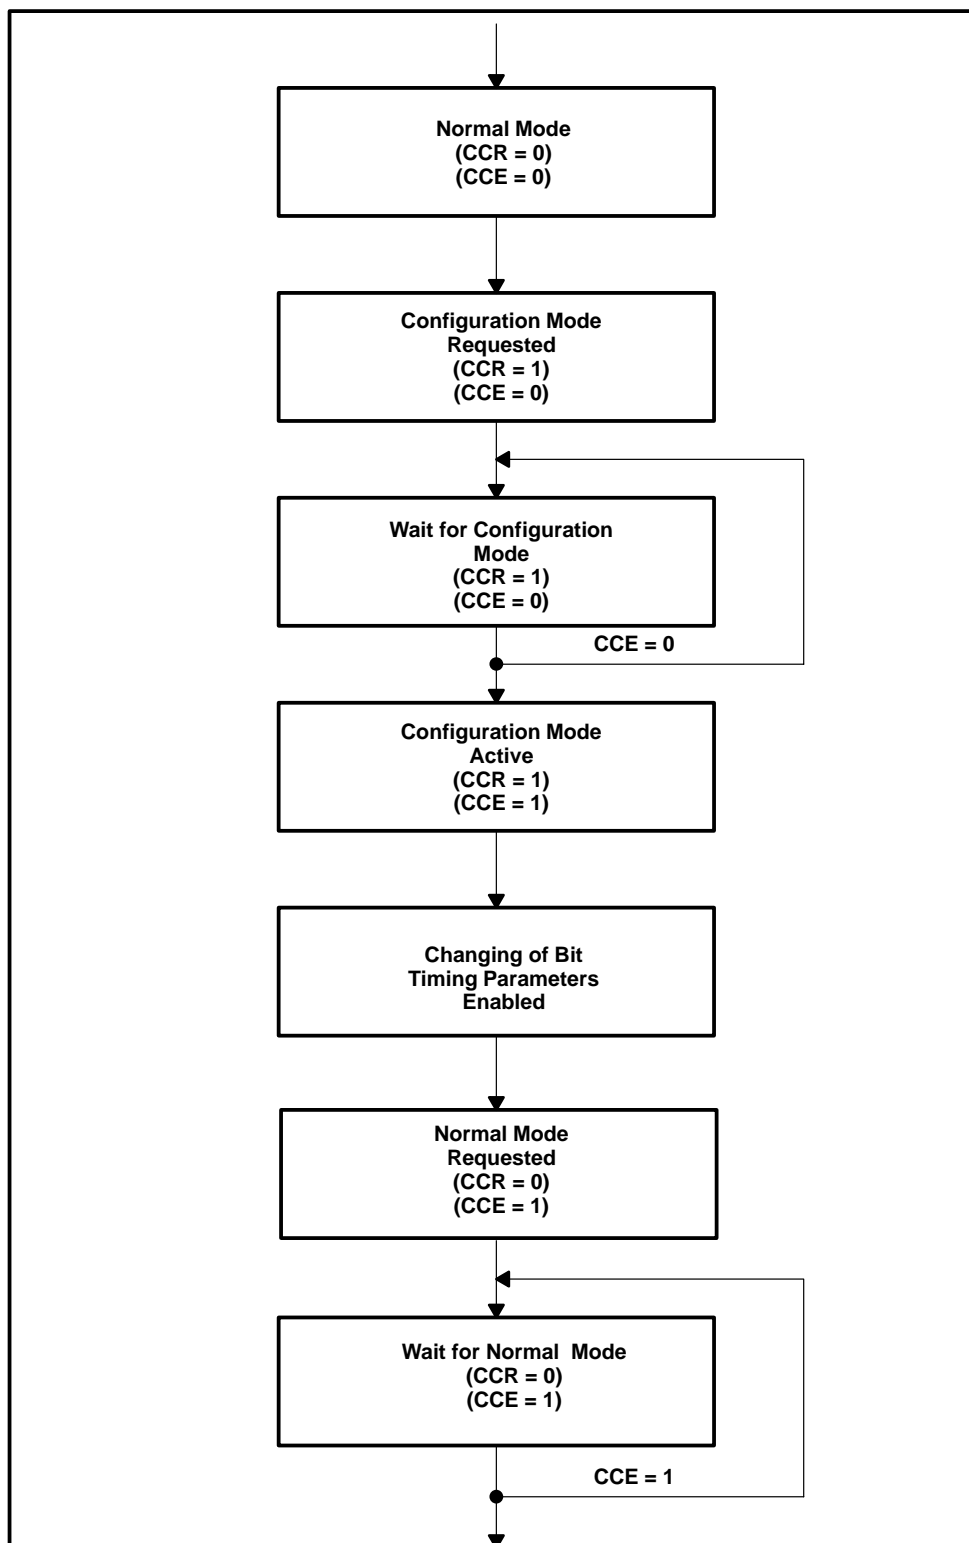 Normal Mode
(CCR = 0)
(CCE = 0)
Configuration Mode
Requested
(CCR = 1)
(CCE = 0)
Wait for Configuration
Mode
(CCR = 1)
(CCE = 0)
CCE = 0
Configuration Mode
Active
(CCR = 1)
(CCE = 1)
Changing of Bit
Timing Parameters
Enabled
Normal Mode
Requested
(CCR = 0)
(CCE = 1)
Wait for Normal Mode
(CCR = 0)
(CCE = 1)
CCE = 1